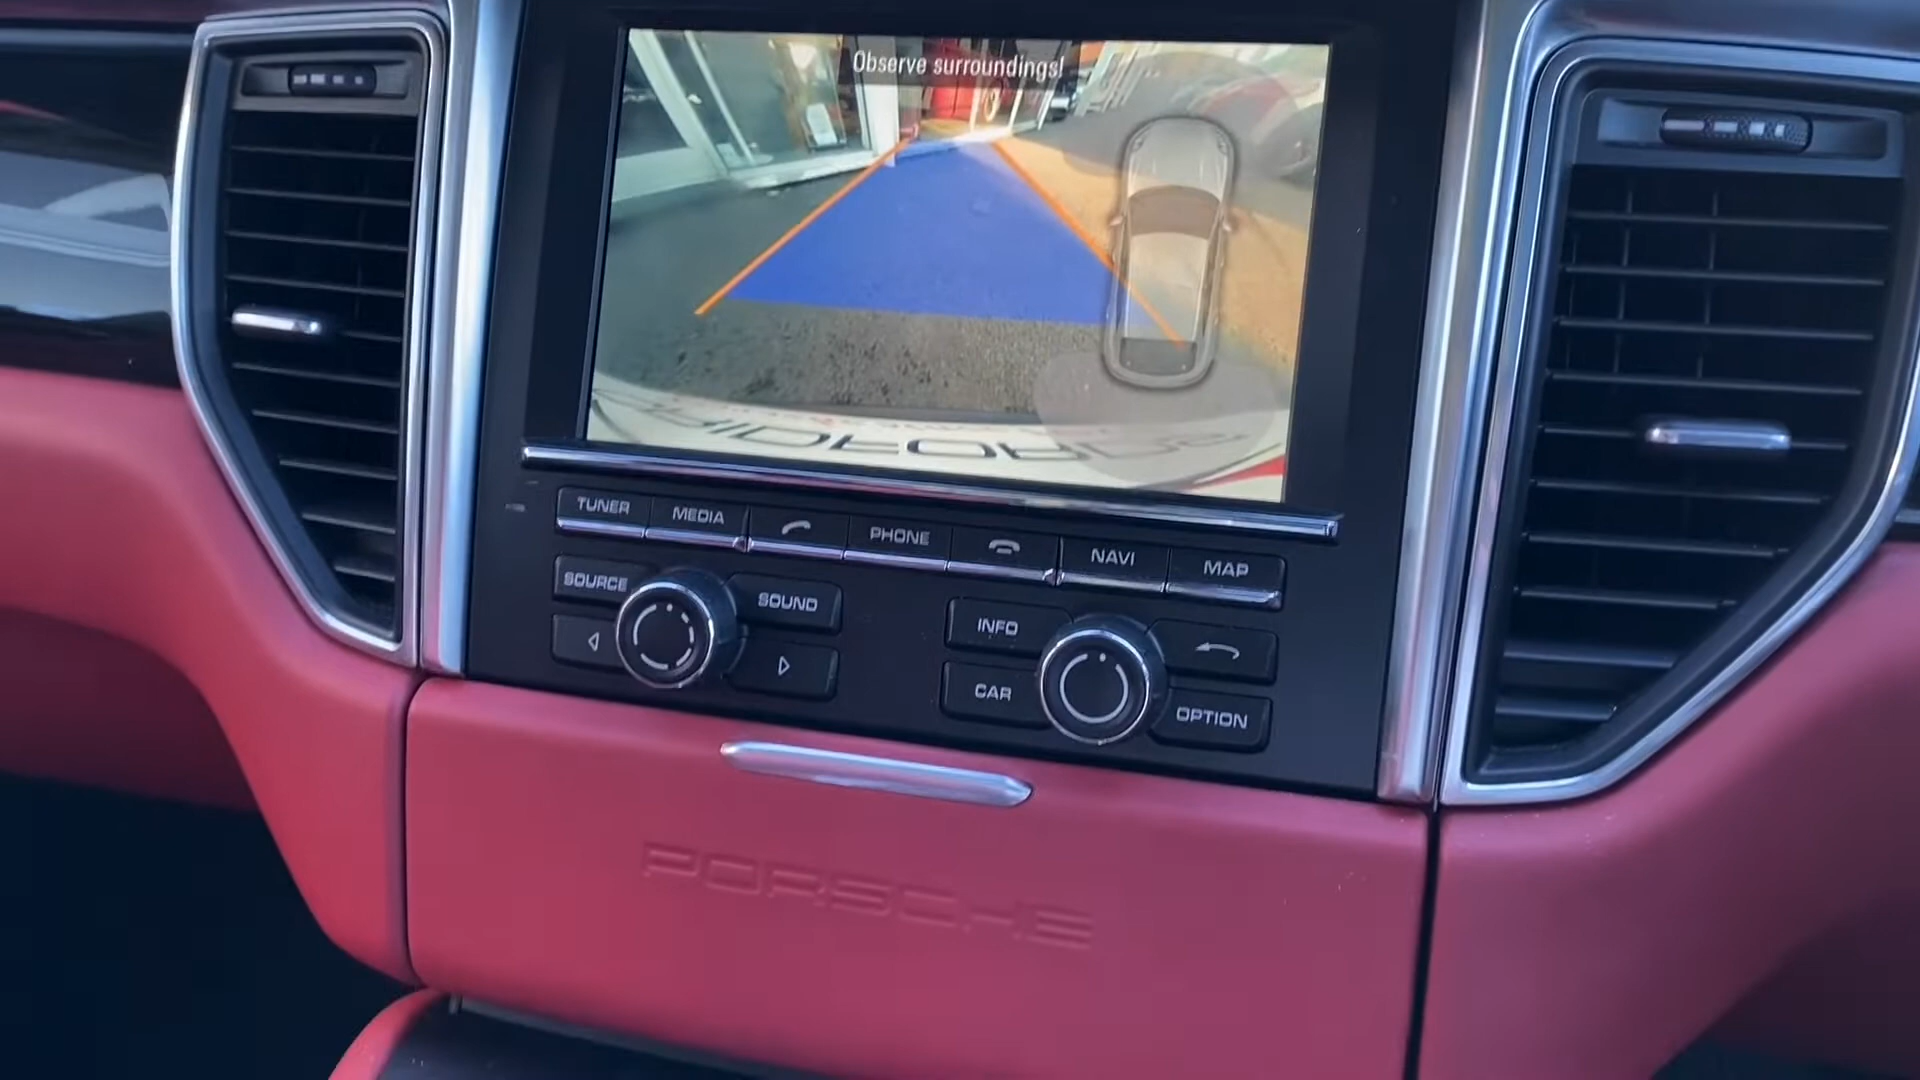 Observe surroundings!
TUNER
MEDIA
PHONE
NAVI
MAP
SOURCE
SOUND
INFO
CAR
OPTION
PORSCHE